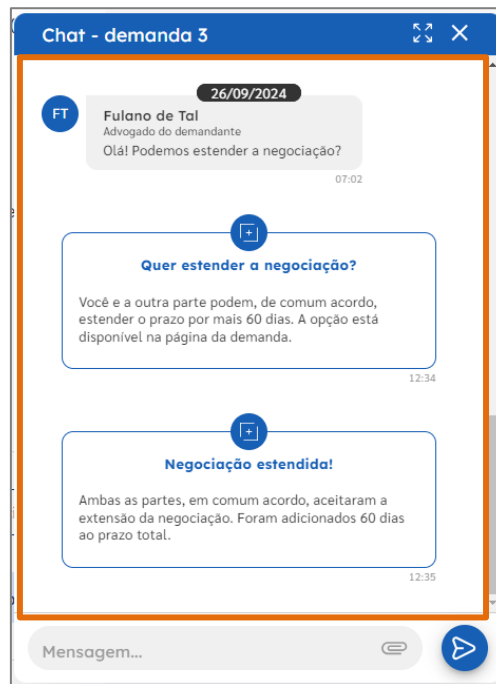 Chat - demanda 3
26/09/2024
FT
Fulano de Tal
Advogado do demandante
Olá! Podemos estender a negociação?
07:02
Quer estender a negociação?
Você e a outra parte podem, de comum acordo,
estender o prazo por mais 60 dias. A opção está
disponível na página da demanda.
12:34
Negociação estendida!
Ambas as partes, em comum acordo, aceitaram a
extensão da negociação. Foram adicionados 60 dias
ao prazo total.
12:35
Mensagem...